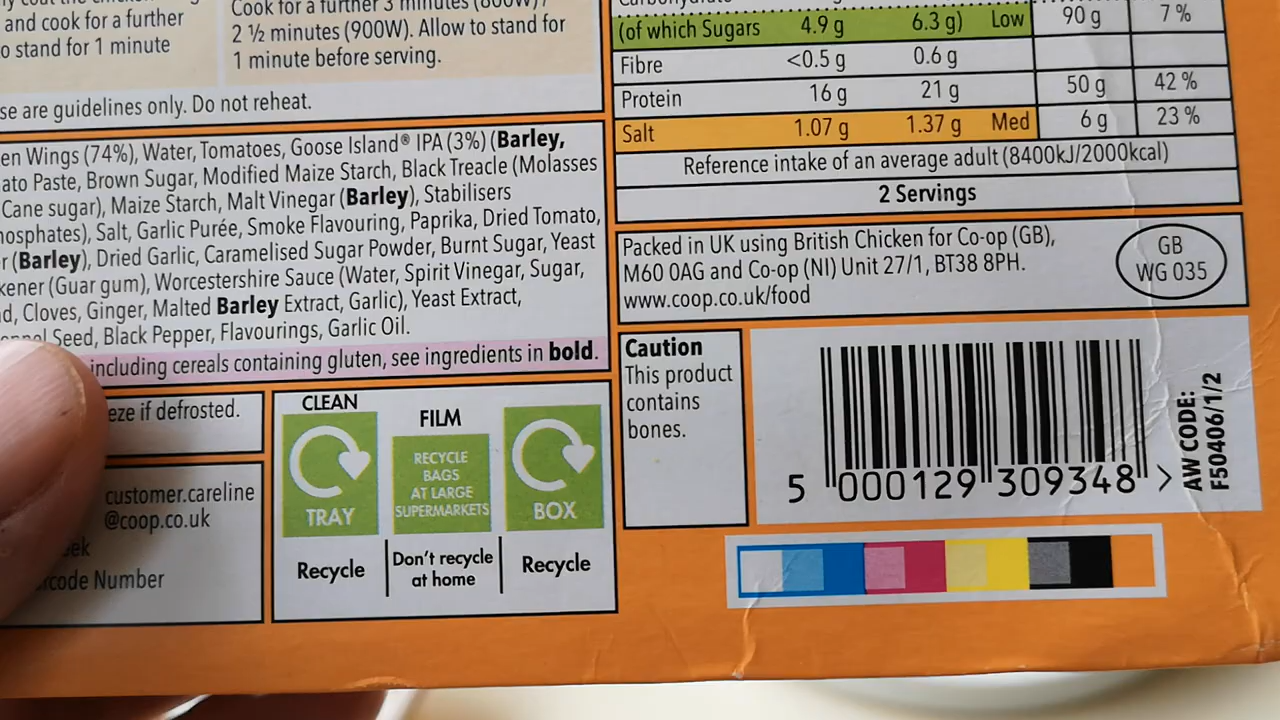 and cook for a further
to stand for 1 minute
Cook for a further 3 minutes (800W) /
2 ½ minutes (900W). Allow to stand for
1 minute before serving.
se are guidelines only. Do not reheat.
en Wings (74%), Water, Tomatoes, Goose Island® IPA (3%) (Barley,
ato Paste, Brown Sugar, Modified Maize Starch, Black Treacle (Molasses
Cane sugar), Maize Starch, Malt Vinegar (Barley), Stabilisers
hosphates), Salt, Garlic Purée, Smoke Flavouring, Paprika, Dried Tomato,
r (Barley), Dried Garlic, Caramelised Sugar Powder, Burnt Sugar, Yeast
kener (Guar gum), Worcestershire Sauce (Water, Spirit Vinegar, Sugar,
d, Cloves, Ginger, Malted Barley Extract, Garlic), Yeast Extract,
Seed, Black Pepper, Flavourings, Garlic Oil.
including cereals containing gluten, see ingredients in bold.
eze if defrosted.
customer.careline
@coop.co.uk
ek
rcode Number
CLEAN
TRAY
Recycle
FILM
RECYCLE
BAGS
AT LARGE
SUPERMARKETS
Don't recycle
at home
BOX
Recycle
Carbohydrate
(of which Sugars 4.9 g 6.3 g) Low 90 g 7 %
Fibre <0.5 g 0.6 g
Protein 16 g 21 g 50 g 42 %
Salt 1.07 g 1.37 g Med 6 g 23 %
Reference intake of an average adult (8400kJ/2000kcal)
2 Servings
Packed in UK using British Chicken for Co-op (GB),
M60 0AG and Co-op (NI) Unit 27/1, BT38 8PH.
www.coop.co.uk/food
GB
WG 035
Caution
This product
contains
bones.
5 000129 309348 >
AW CODE:
F50406/1/2